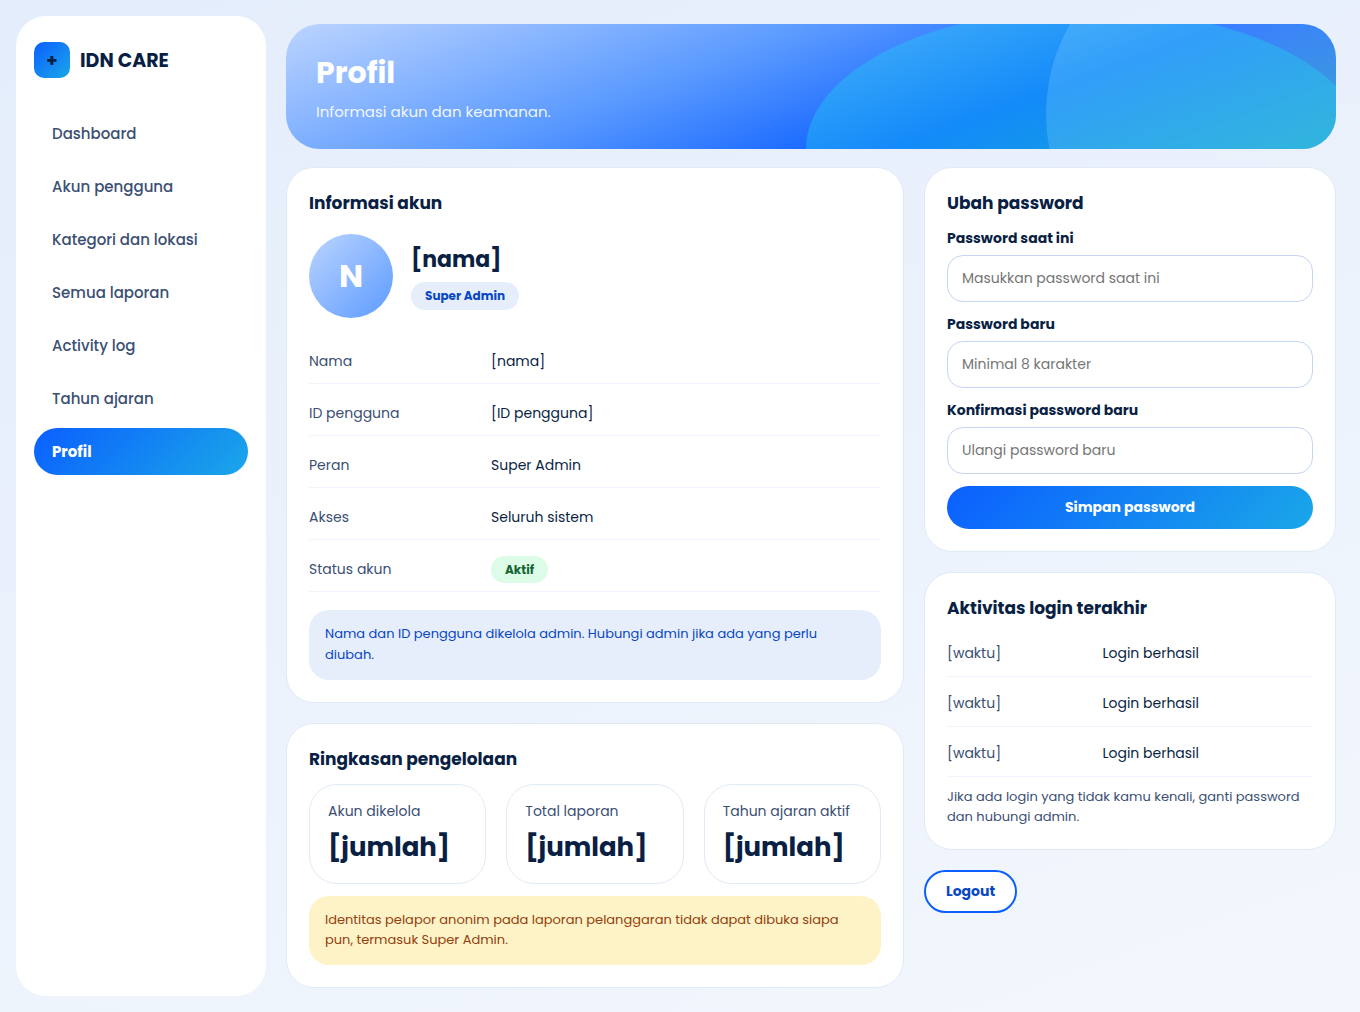 + IDN CARE
Dashboard
Akun pengguna
Kategori dan lokasi
Semua laporan
Activity log
Tahun ajaran
Profil
Profil
Informasi akun dan keamanan.
Informasi akun
N
[nama]
Super Admin
Nama [nama]
ID pengguna [ID pengguna]
Peran Super Admin
Akses Seluruh sistem
Status akun Aktif
Nama dan ID pengguna dikelola admin. Hubungi admin jika ada yang perlu
diubah.
Ringkasan pengelolaan
Akun dikelola
[jumlah]
Total laporan
[jumlah]
Tahun ajaran aktif
[jumlah]
Identitas pelapor anonim pada laporan pelanggaran tidak dapat dibuka siapa
pun, termasuk Super Admin.
Ubah password
Password saat ini
Masukkan password saat ini
Password baru
Minimal 8 karakter
Konfirmasi password baru
Ulangi password baru
Simpan password
Aktivitas login terakhir
[waktu] Login berhasil
[waktu] Login berhasil
[waktu] Login berhasil
Jika ada login yang tidak kamu kenali, ganti password
dan hubungi admin.
Logout